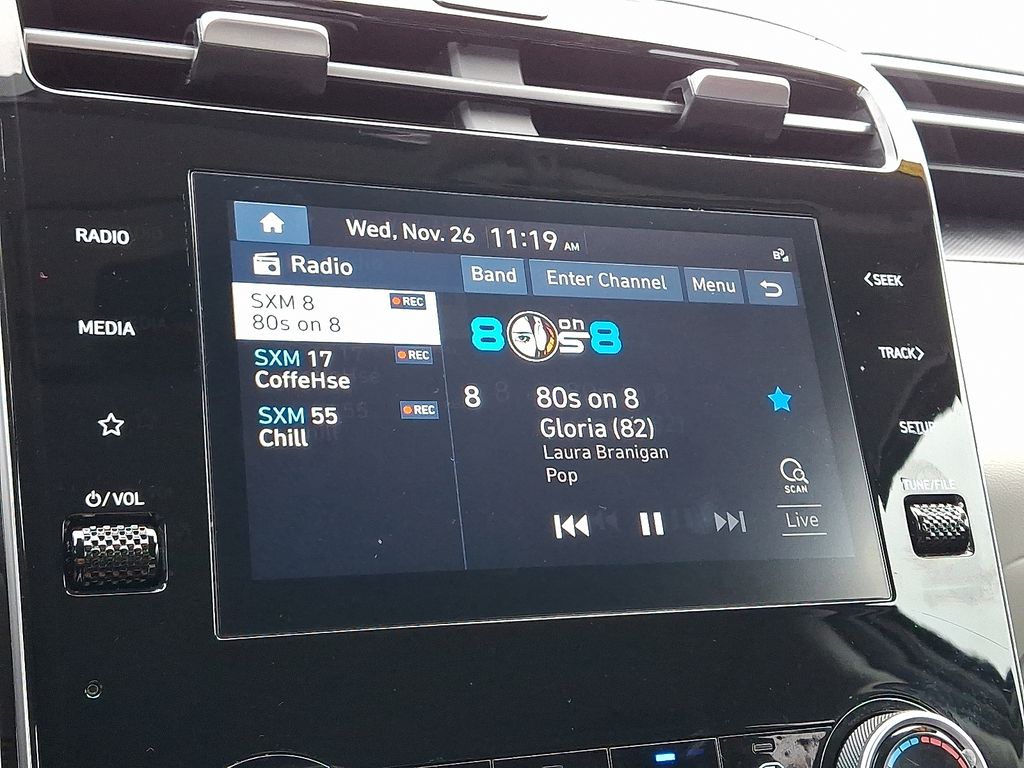 Wed, Nov. 26 11:19 AM
Radio
Band Enter Channel Menu
SXM 8 REC
80s on 8
SXM 17 REC
CoffeHse
SXM 55 REC
Chill
80s on 8
8 80s on 8
Gloria (82)
Laura Branigan
Pop
SCAN
Live
RADIO
MEDIA
/VOL
<SEEK
TRACK>
SETUP
TUNE/FILE